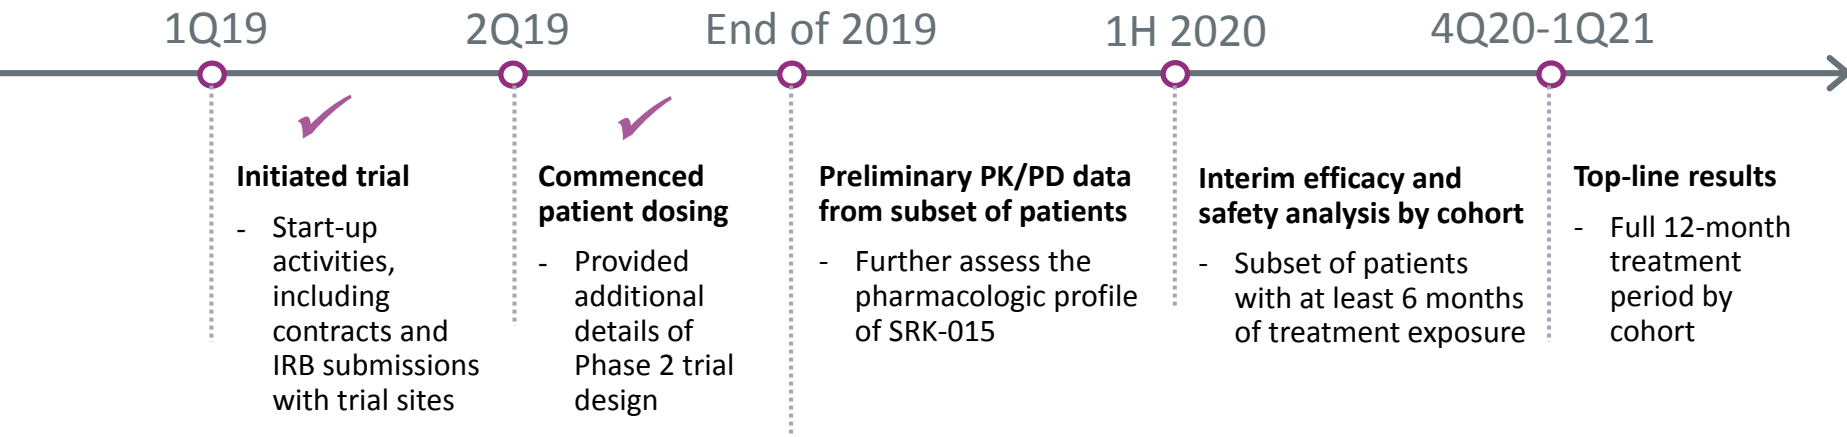 1Q19
2Q19
End of 2019
1H 2020
4Q20-1Q21
Initiated trial
- Start-up
activities,
including
contracts and
IRB submissions
with trial sites
Commenced
patient dosing
- Provided
additional
details of
Phase 2 trial
design
Preliminary PK/PD data
from subset of patients
- Further assess the
pharmacologic profile
of SRK-015
Interim efficacy and
safety analysis by cohort
- Subset of patients
with at least 6 months
of treatment exposure
Top-line results
- Full 12-month
treatment
period by
cohort